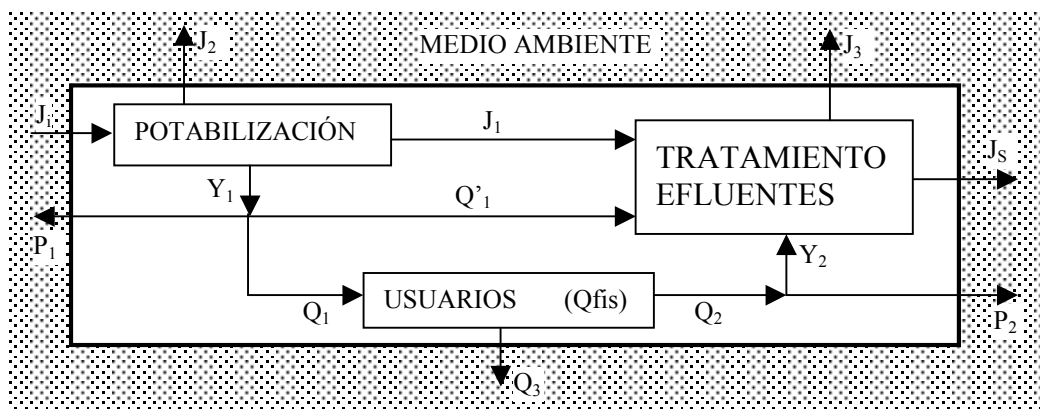 MEDIO AMBIENTE
J2
J3
Ji
POTABILIZACIÓN
J1
TRATAMIENTO
EFLUENTES
JS
Y1
Q’1
P1
Y2
USUARIOS (Qfis)
Q1
Q2
P2
Q3